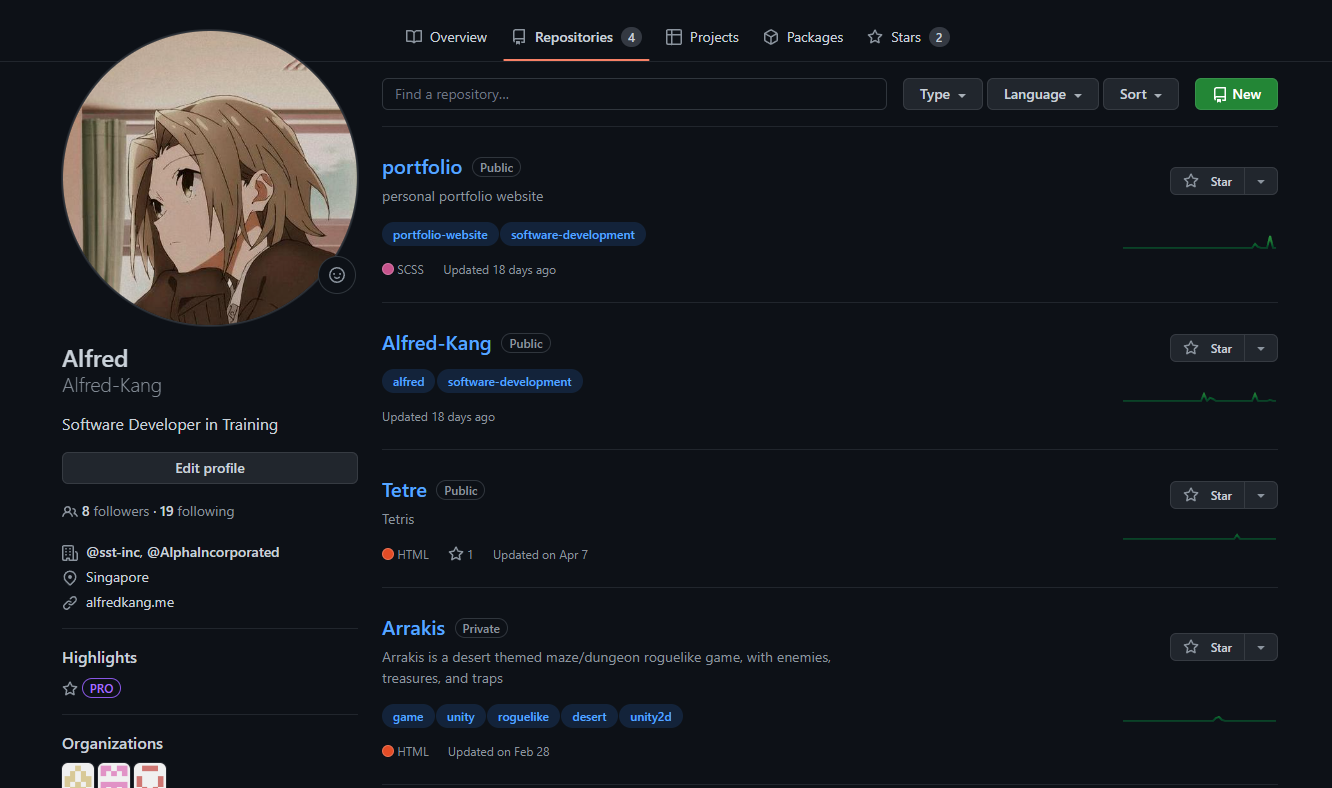 Overview Repositories 4 Projects Packages Stars 2
Find a repository... Type Language Sort New
portfolio Public Star
personal portfolio website
portfolio-website software-development
SCSS Updated 18 days ago
Alfred-Kang Public Star
alfred software-development
Updated 18 days ago
Tetre Public Star
Tetris
HTML 1 Updated on Apr 7
Arrakis Private Star
Arrakis is a desert themed maze/dungeon roguelike game, with enemies,
treasures, and traps
game unity roguelike desert unity2d
HTML Updated on Feb 28
Alfred
Alfred-Kang
Software Developer in Training
Edit profile
8 followers · 19 following
@sst-inc, @AlphaIncorporated
Singapore
alfredkang.me
Highlights
PRO
Organizations